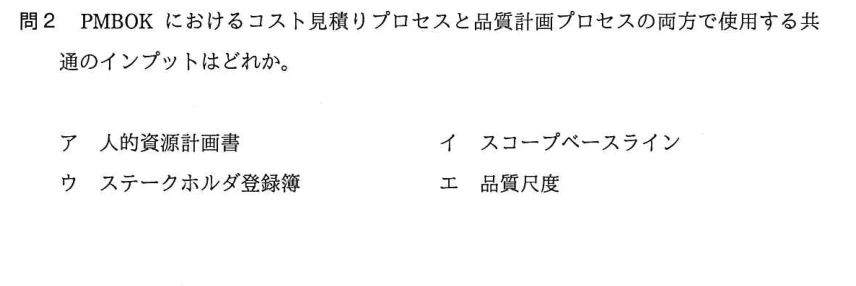 問2　PMBOK におけるコスト見積りプロセスと品質計画プロセスの両方で使用する共
通のインプットはどれか。
ア　人的資源計画書　イ　スコープベースライン
ウ　ステークホルダ登録簿　エ　品質尺度